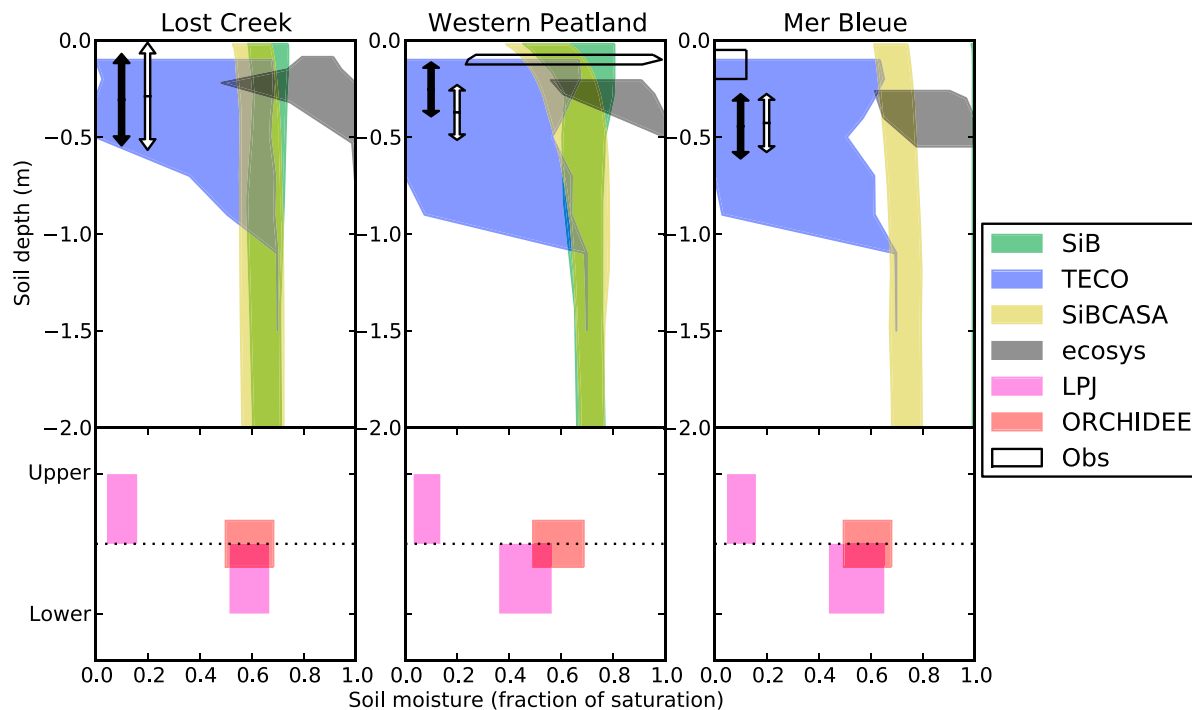 Lost Creek
Western Peatland
Mer Bleue
Soil depth (m)
0.0
−0.5
−1.0
−1.5
−2.0
0.0
−0.5
−1.0
−1.5
−2.0
0.0
−0.5
−1.0
−1.5
−2.0
Upper
Lower
0.0 0.2 0.4 0.6 0.8 1.0
0.0 0.2 0.4 0.6 0.8 1.0
0.0 0.2 0.4 0.6 0.8 1.0
Soil moisture (fraction of saturation)
SiB
TECO
SiBCASA
ecosys
LPJ
ORCHIDEE
Obs